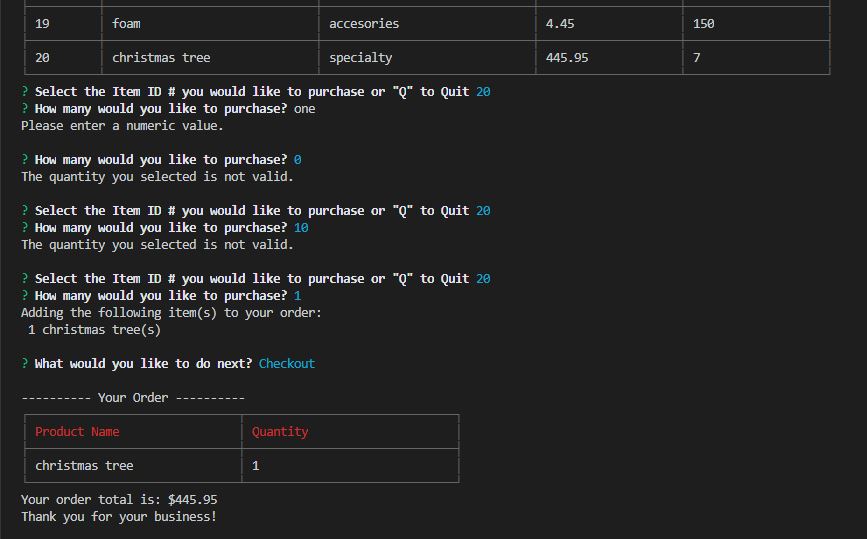 19 foam accesories 4.45 150
20 christmas tree specialty 445.95 7
? Select the Item ID # you would like to purchase or "Q" to Quit 20
? How many would you like to purchase? one
Please enter a numeric value.
? How many would you like to purchase? 0
The quantity you selected is not valid.
? Select the Item ID # you would like to purchase or "Q" to Quit 20
? How many would you like to purchase? 10
The quantity you selected is not valid.
? Select the Item ID # you would like to purchase or "Q" to Quit 20
? How many would you like to purchase? 1
Adding the following item(s) to your order:
1 christmas tree(s)
? What would you like to do next? Checkout
---------- Your Order ----------
Product Name Quantity
christmas tree 1
Your order total is: $445.95
Thank you for your business!